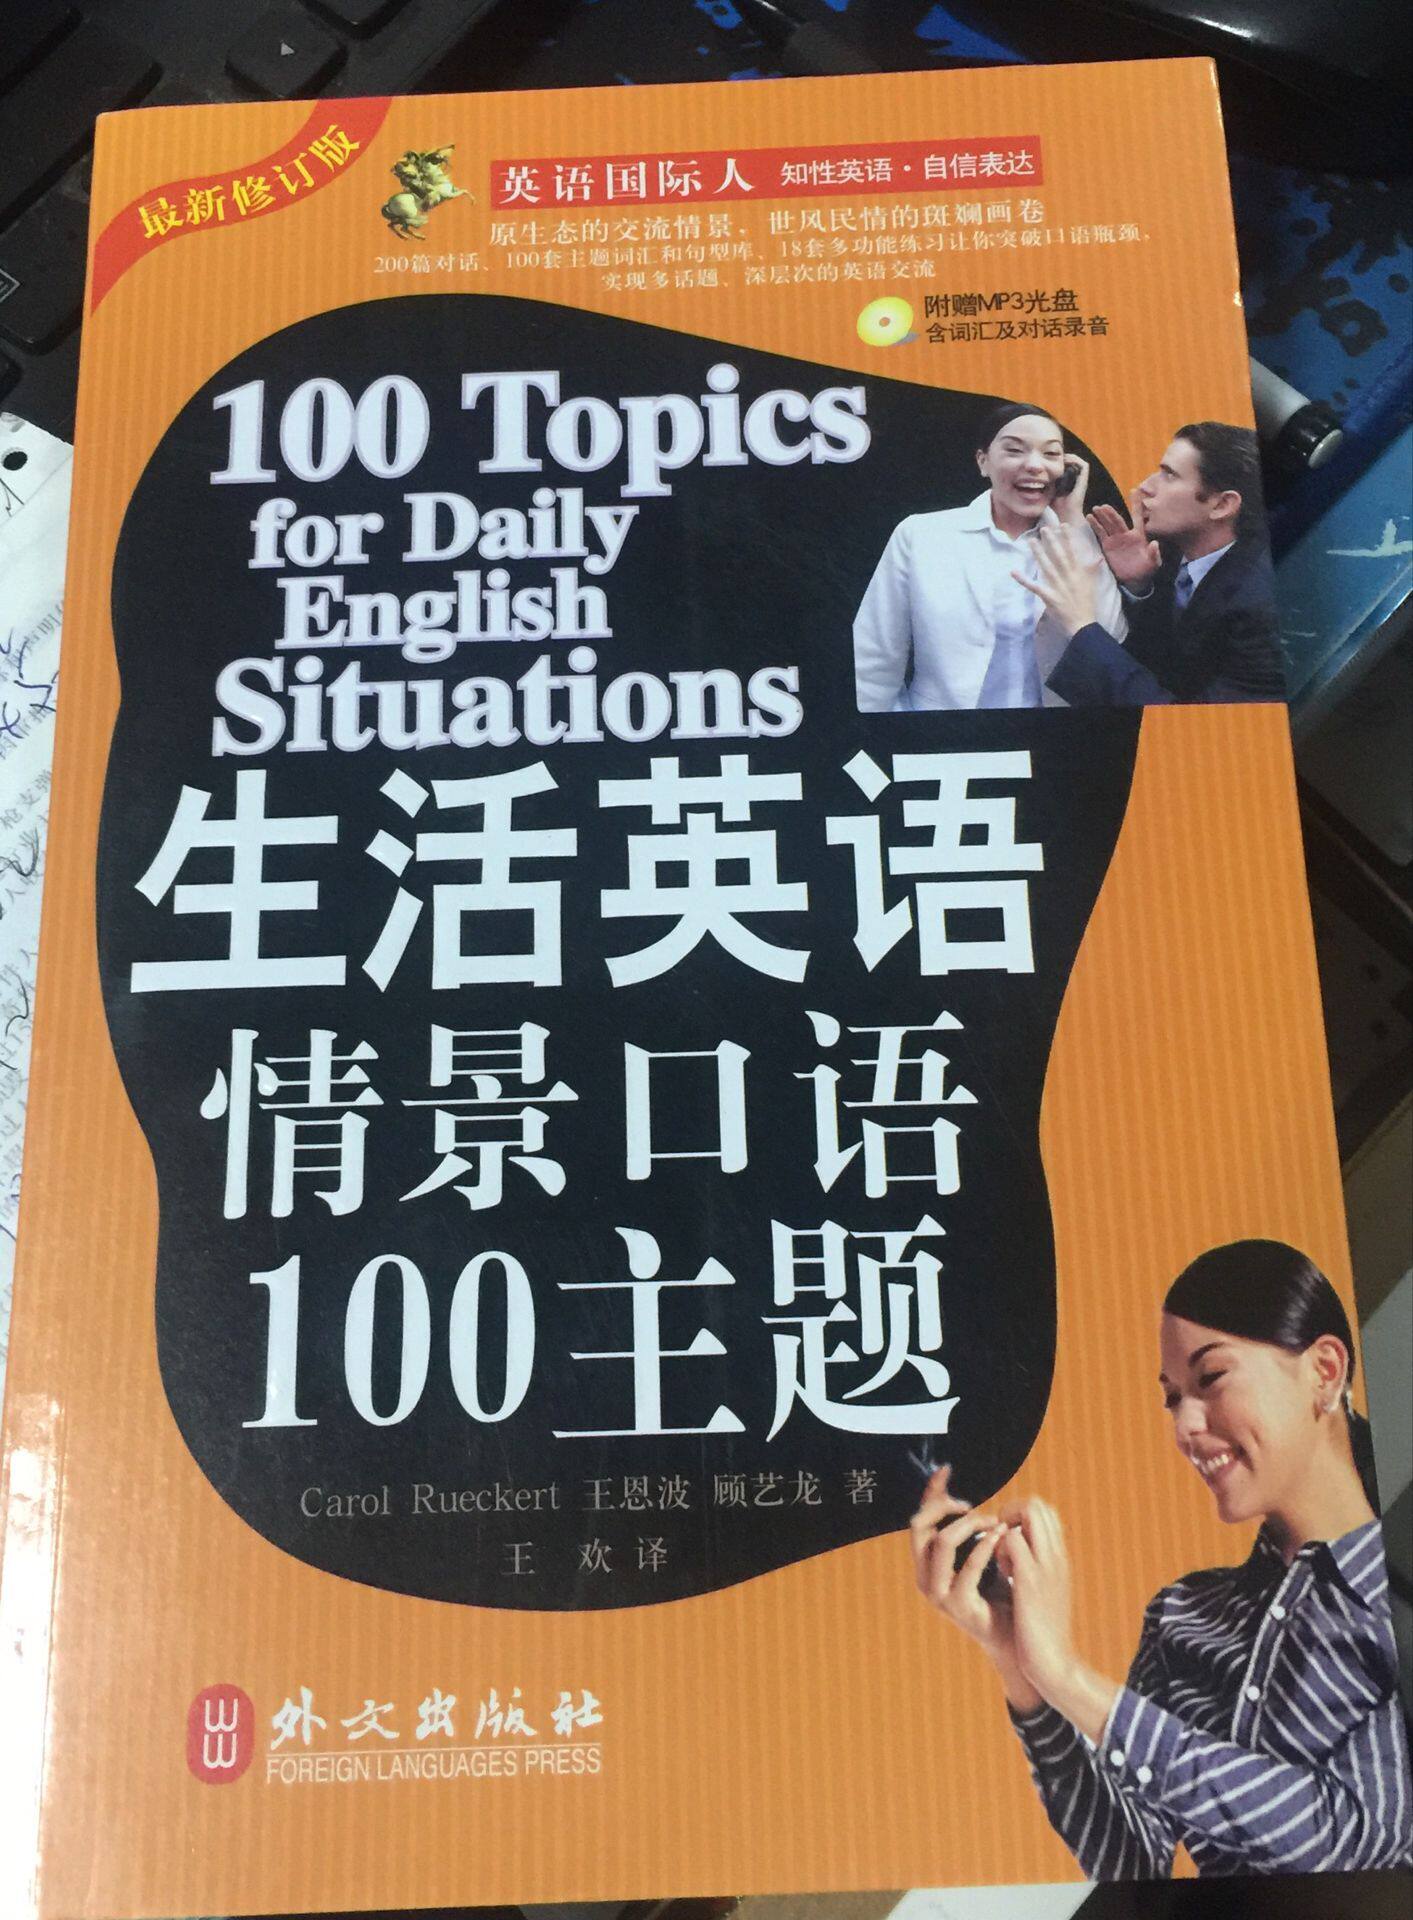 最新修订版
英语国际人 知性英语·自信表达
原生态的交流情景，世风民情的斑斓画卷
200篇对话、100套主题词汇和句型库、18套多功能练习让你突破口语瓶颈，
实现多话题、深层次的英语交流
附赠MP3光盘
含词汇及对话录音
100 Topics
for Daily
English
Situations
生活英语
情景口语
100主题
Carol Rueckert 王恩波 顾艺龙 著
王 欢 译
外文出版社
FOREIGN LANGUAGES PRESS